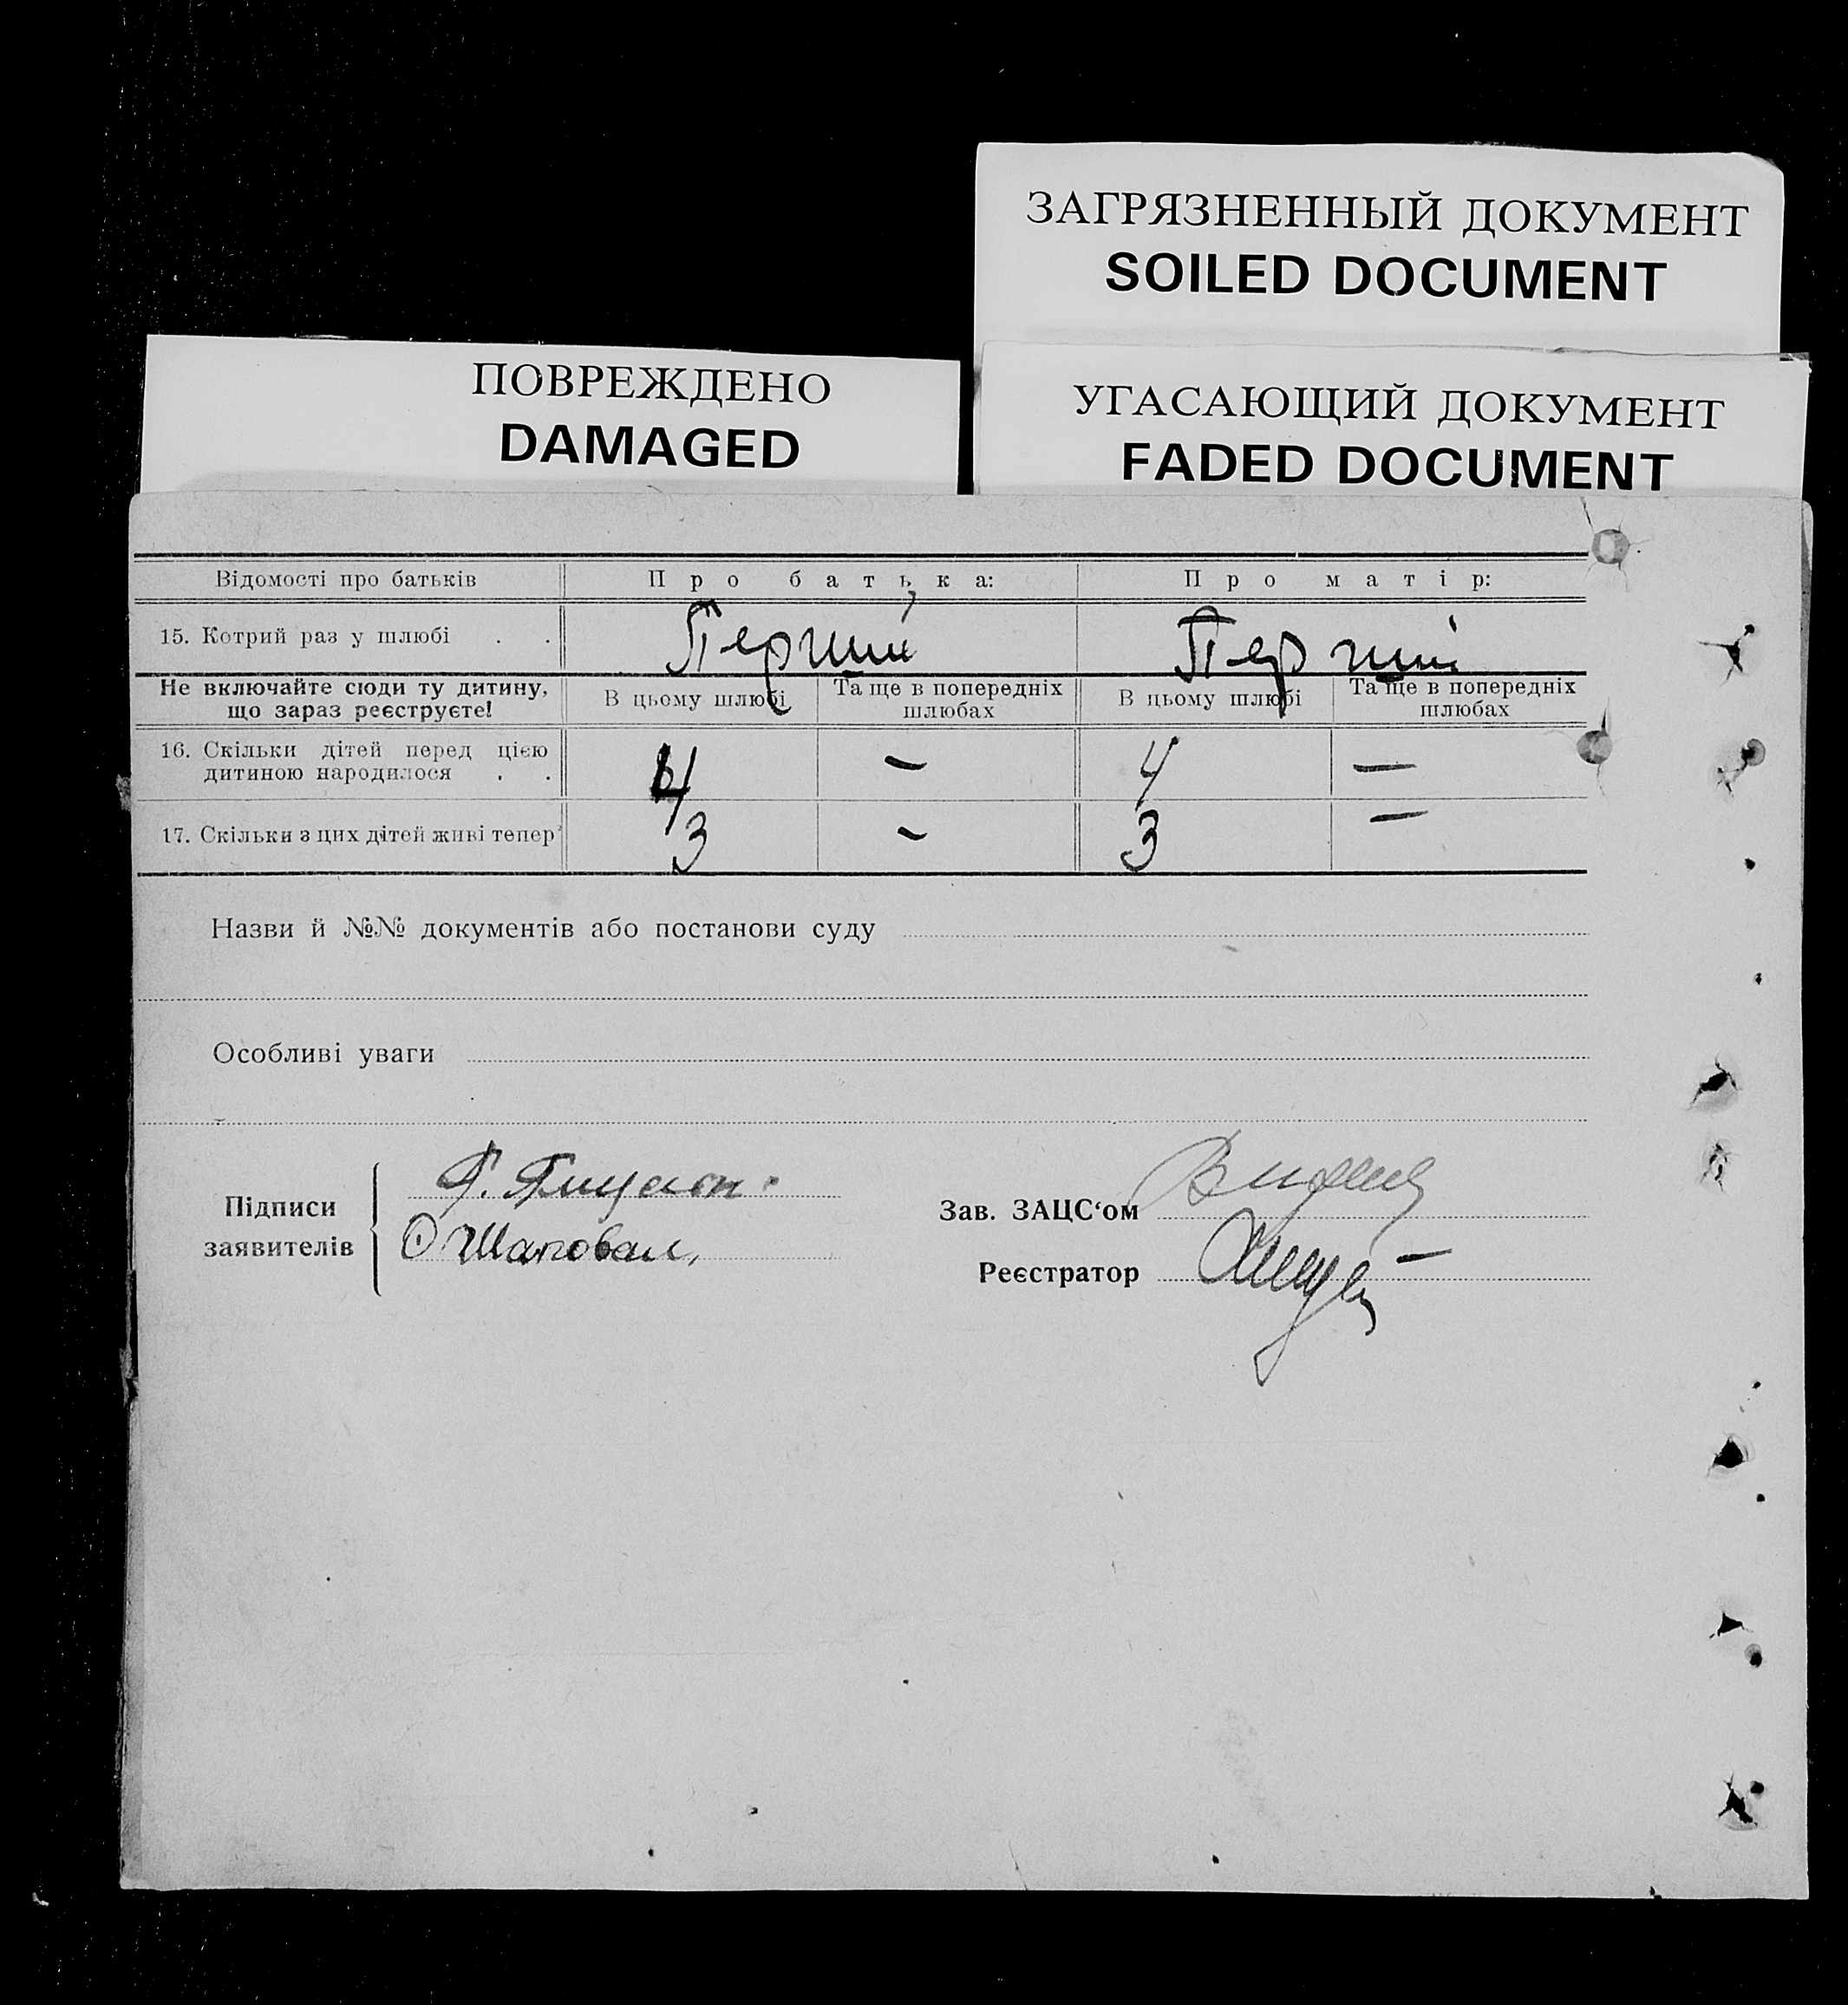 ЗАГРЯЗНЕННЫЙ ДОКУМЕНТ
SOILED DOCUMENT
ПОВРЕЖДЕНО
DAMAGED
УГАСАЮЩИЙ ДОКУМЕНТ
FADED DOCUMENT
Відомості про батьків Про батька: Про матір:
15. Котрий раз у шлюбі . . Перший Перший
Не включайте сюди ту дитину, що зараз реєструєте! В цьому шлюбі Та ще в попередніх шлюбах В цьому шлюбі Та ще в попередніх шлюбах
16. Скільки дітей перед цією
дитиною народилося . . 4 — 4 —
17. Скільки з цих дітей живі тепер 3 — 3 —
Назви й №№ документів або постанови суду
Особливі уваги
Підписи
заявителів
О Шаповал,
Зав. ЗАЦС‘ом
Реєстратор